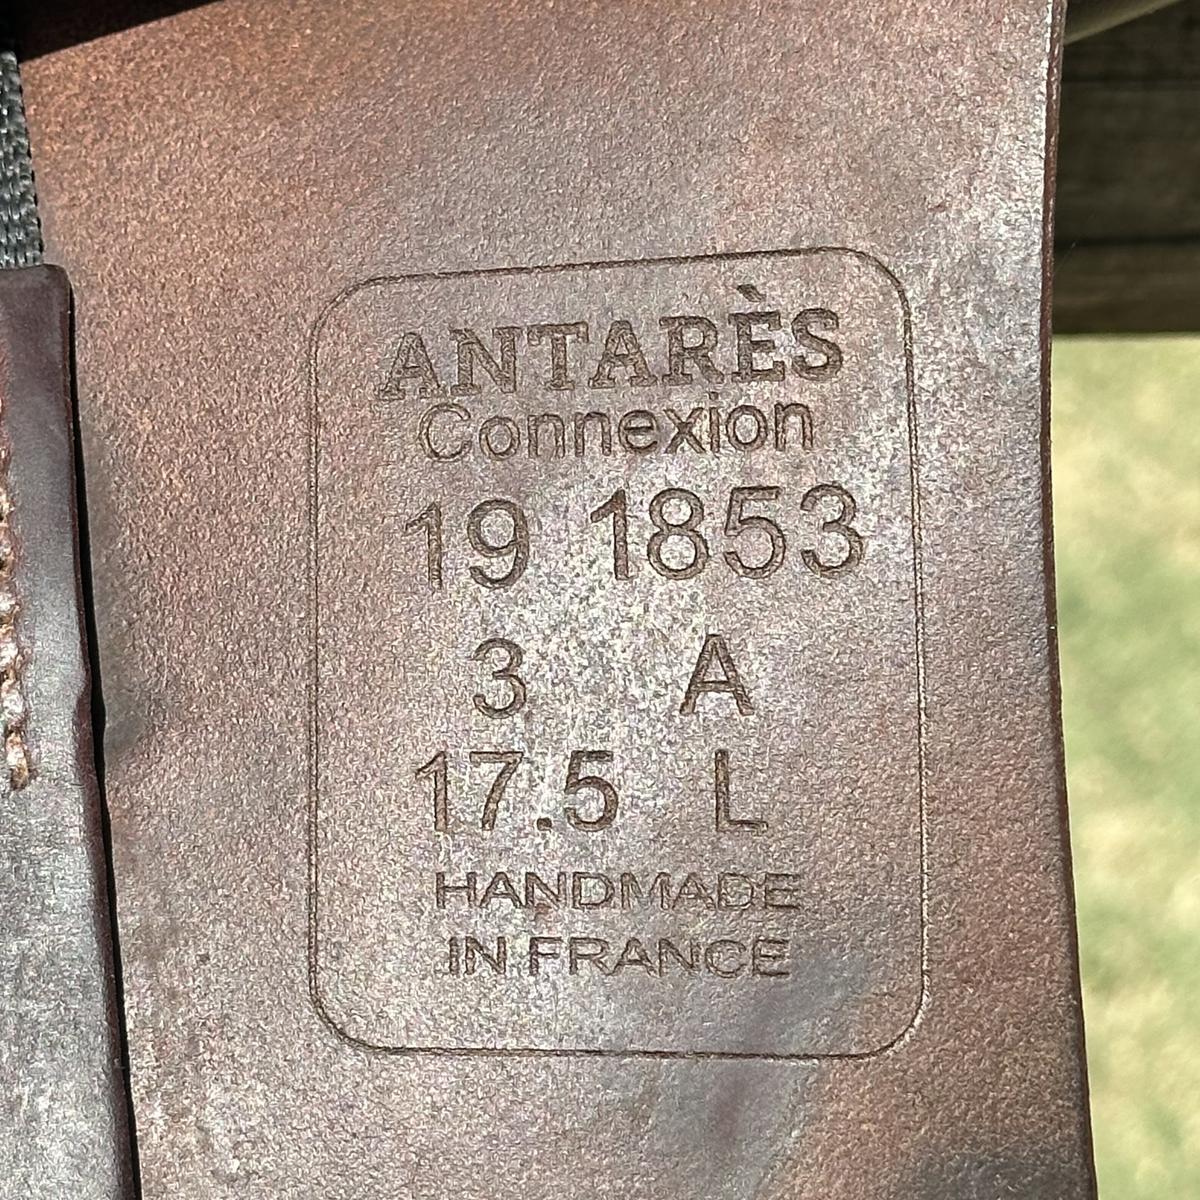 ANTARÈS
Connexion
19 1853
3 A
17.5 L
HANDMADE
IN FRANCE